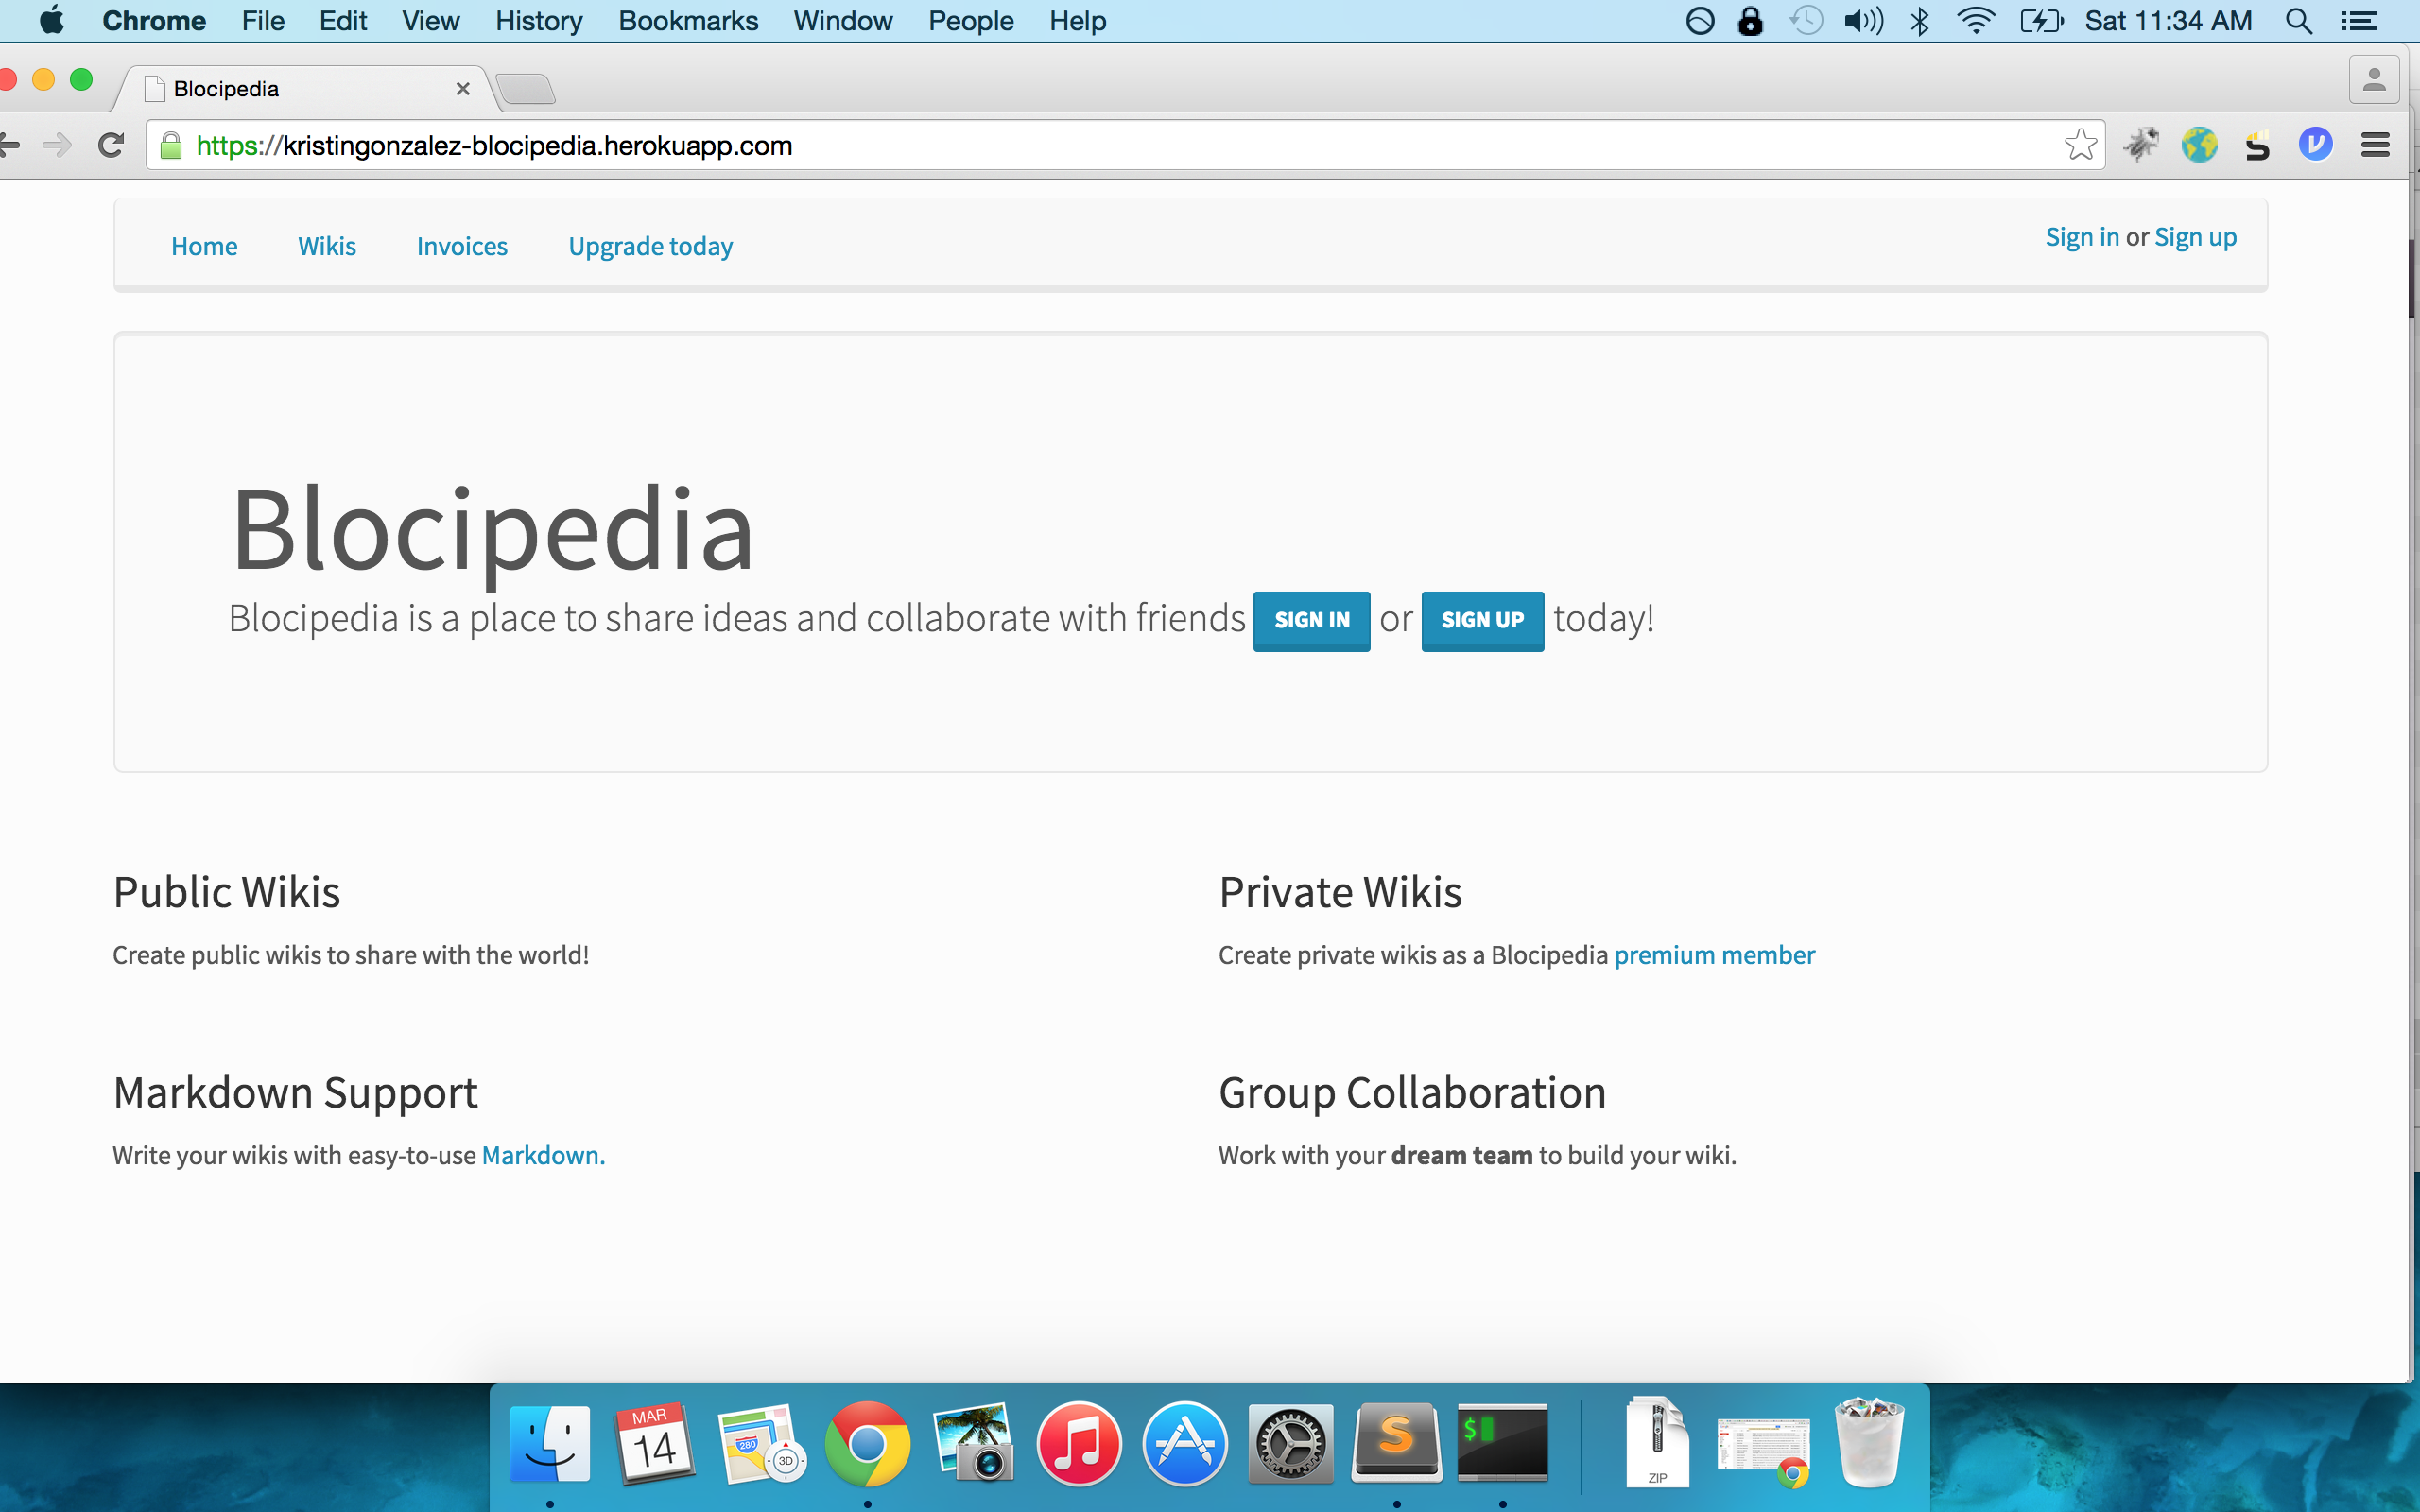 Chrome File Edit View History Bookmarks Window People Help Sat 11:34 AM
Blocipedia
https://kristingonzalez-blocipedia.herokuapp.com
Home Wikis Invoices Upgrade today Sign in or Sign up
Blocipedia
Blocipedia is a place to share ideas and collaborate with friends SIGN IN or SIGN UP today!
Public Wikis Private Wikis
Create public wikis to share with the world! Create private wikis as a Blocipedia premium member
Markdown Support Group Collaboration
Write your wikis with easy-to-use Markdown. Work with your dream team to build your wiki.
MAR
14
280
3D
S
$
ZIP